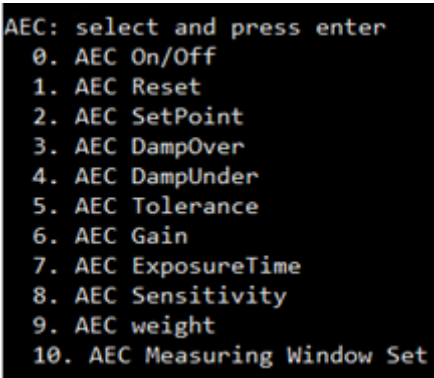 AEC: select and press enter
0. AEC On/Off
1. AEC Reset
2. AEC SetPoint
3. AEC DampOver
4. AEC DampUnder
5. AEC Tolerance
6. AEC Gain
7. AEC ExposureTime
8. AEC Sensitivity
9. AEC weight
10. AEC Measuring Window Set